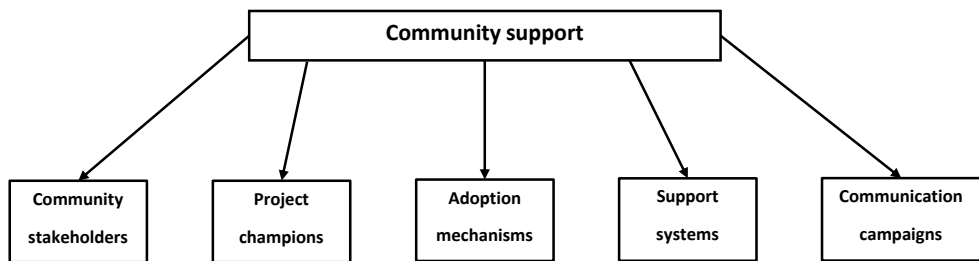 Community support
Community
stakeholders
Project
champions
Adoption
mechanisms
Support
systems
Communication
campaigns